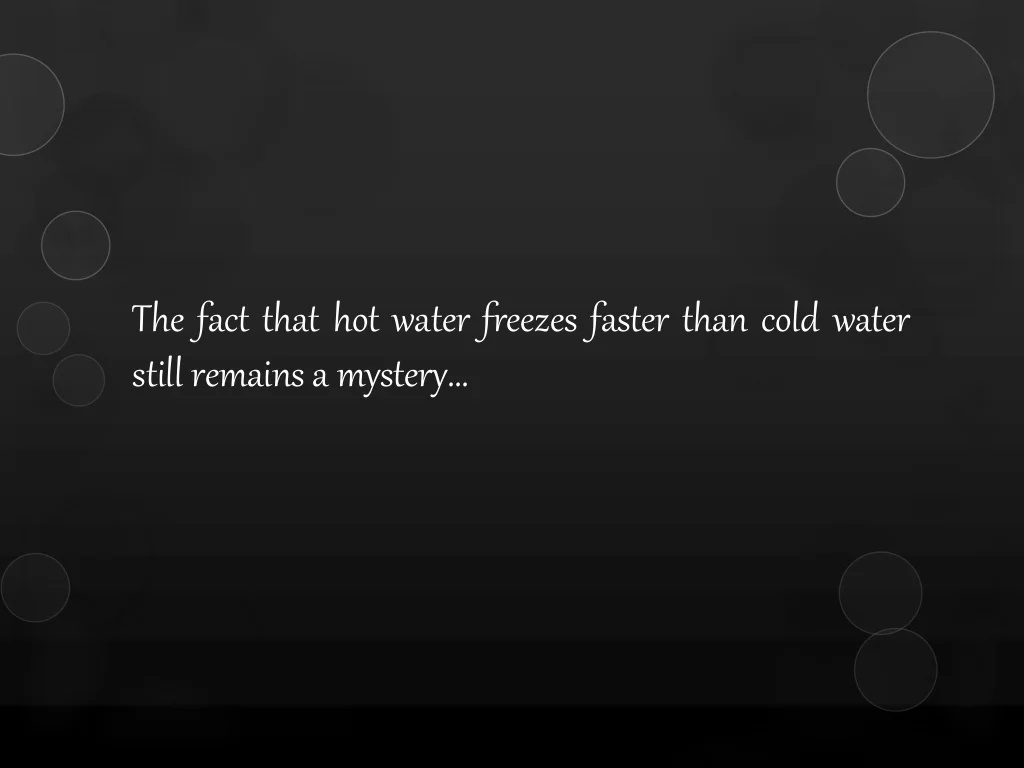 The fact that hot water freezes faster than cold water
still remains a mystery...